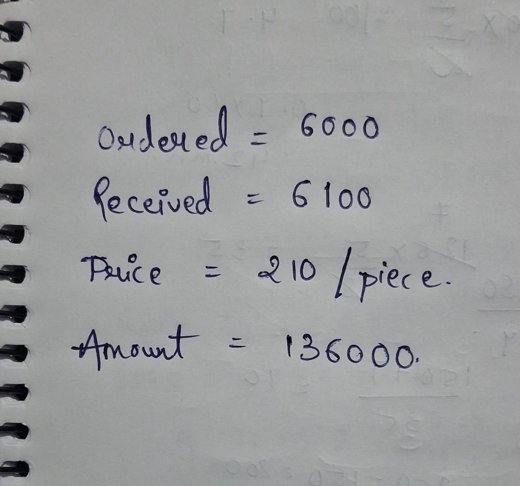 Ordered = 6000
Received = 6100
Price = 210 / piece.
Amount = 136000.